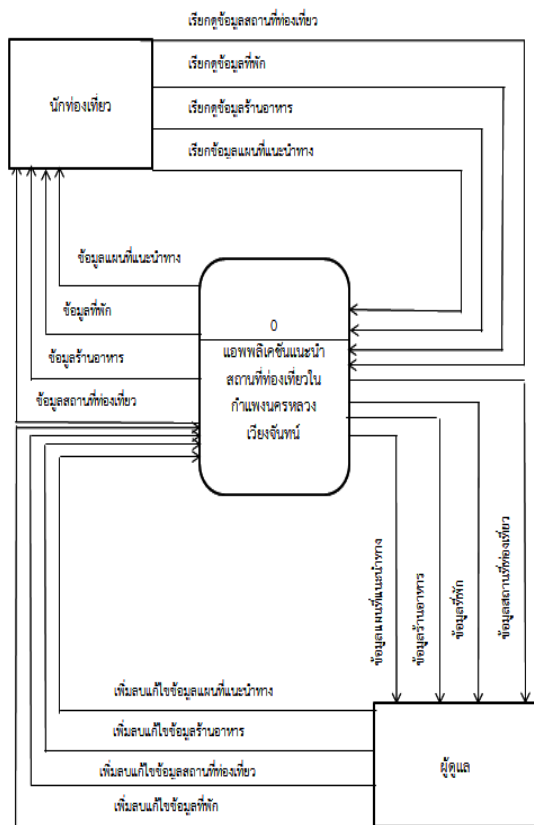 เรียกดูข้อมูลสถานที่ท่องเที่ยว
เรียกดูข้อมูลที่พัก
นักท่องเที่ยว
เรียกดูข้อมูลร้านอาหาร
เรียกข้อมูลแผนที่แนะนำทาง
ข้อมูลแผนที่แนะนำทาง
ข้อมูลที่พัก
ข้อมูลร้านอาหาร
ข้อมูลสถานที่ท่องเที่ยว
0
แอพพลิเคชันแนะนำ
สถานที่ท่องเที่ยวใน
กำแพงนครหลวง
เวียงจันทน์
ข้อมูลแผนที่แนะนำทาง
ข้อมูลร้านอาหาร
ข้อมูลที่พัก
ข้อมูลสถานที่ท่องเที่ยว
เพิ่มลบแก้ไขข้อมูลแผนที่แนะนำทาง
เพิ่มลบแก้ไขข้อมูลร้านอาหาร
เพิ่มลบแก้ไขข้อมูลสถานที่ท่องเที่ยว
เพิ่มลบแก้ไขข้อมูลที่พัก
ผู้ดูแล